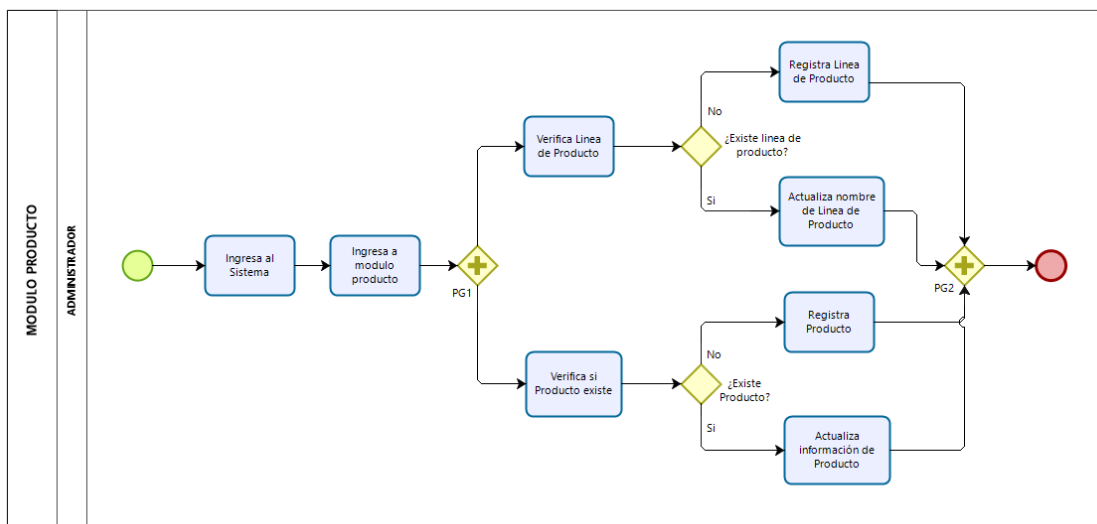 MODULO PRODUCTO
ADMINISTRADOR
Ingresa al
Sistema
Ingresa a
modulo
producto
PG1
Verifica Linea
de Producto
No
¿Existe linea de
producto?
Si
Registra Linea
de Producto
Actualiza nombre
de Linea de
Producto
Verifica si
Producto existe
No
¿Existe
Producto?
Si
Registra
Producto
Actualiza
información de
Producto
PG2